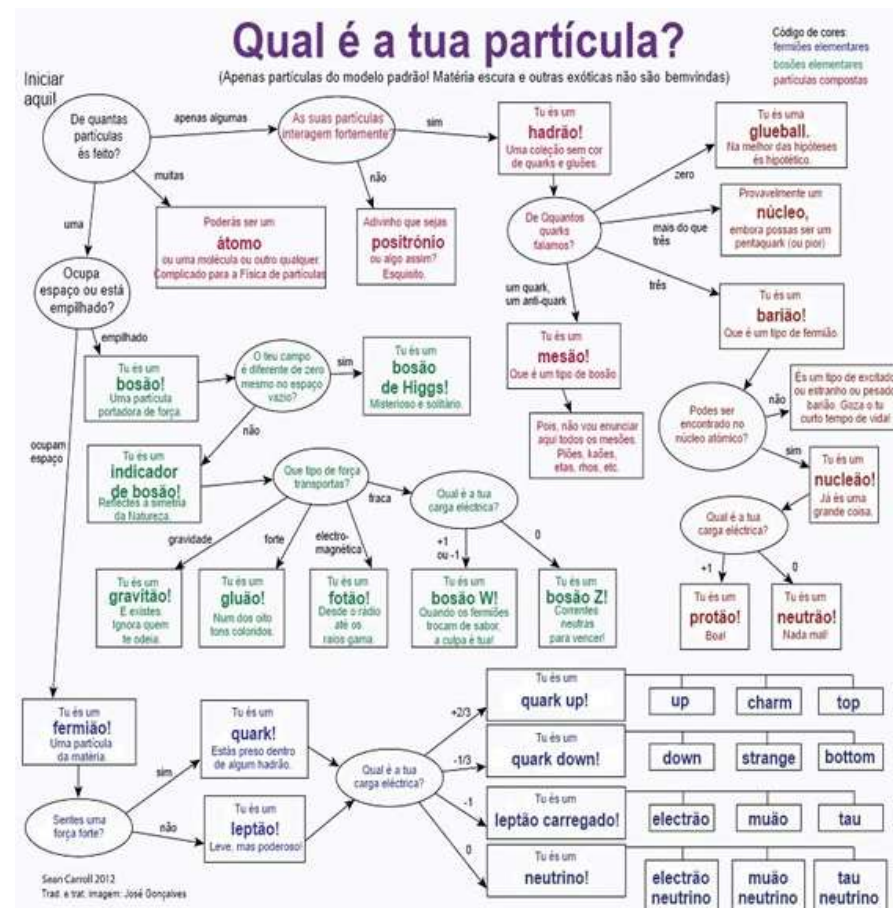 Qual é a tua partícula?
(Apenas partículas do modelo padrão! Matéria escura e outras exóticas não são bemvindas)
Código de cores:
fermiões elementares
bosões elementares
partículas compostas
Iniciar
aqui!
De quantas
partículas
és feito?
apenas algumas
muitas
uma
As suas partículas
interagem fortemente?
sim
não
Tu és um
hadrão!
Uma coleção sem cor
de quarks e gluões.
Tu és uma
glueball.
Na melhor das hipóteses
és hipotético.
Poderás ser um
átomo
ou uma molécula ou outro qualquer.
Complicado para a Física de partículas
Adivinho que sejas
positrónio
ou algo assim?
Esquisito.
De Qquantos
quarks
falamos?
zero
mais do que
três
três
um quark,
um anti-quark
Provavelmente um
núcleo,
embora possas ser um
pentaquark (ou pior)
Ocupa
espaço ou está
empilhado?
empilhado
ocupam
espaço
Tu és um
barião!
Que é um tipo de fermião.
Tu és um
mesão!
Que é um tipo de bosão.
Pois, não vou enunciar
aqui todos os mesões.
Piões, kaões,
etas, rhos, etc.
Tu és um
bosão!
Uma partícula
portadora de força.
O teu campo
é diferente de zero
mesmo no espaço
vazio?
sim
não
Tu és um
bosão
de Higgs!
Misterioso e solitário.
Podes ser
encontrado no
núcleo atómico?
não
sim
És um tipo de excitado
ou estranho ou pesado
barião. Goza o tu
curto tempo de vida!
Tu és um
nucleão!
Já és uma
grande coisa.
Tu és um
indicador
de bosão!
Reflectes a simetria
da Natureza.
Que tipo de força
transportas?
gravidade
forte
electro-
magnética
fraca
Qual é a tua
carga eléctrica?
+1
ou -1
0
Qual é a tua
carga eléctrica?
+1
0
Tu és um
gravitão!
E existes.
Ignora quem
te odeia.
Tu és um
gluão!
Num dos oito
tons coloridos.
Tu és um
fotão!
Desde o rádio
até os
raios gama.
Tu és um
bosão W!
Quando os fermiões
trocam de sabor,
a culpa é tua!
Tu és um
bosão Z!
Correntes
neutras
para vencer!
Tu és um
protão!
Boa!
Tu és um
neutrão!
Nada mal!
Tu és um
fermião!
Uma partícula
da matéria.
Sentes uma
força forte?
sim
não
Tu és um
quark!
Estás preso dentro
de algum hadrão.
Tu és um
leptão!
Leve, mas poderoso!
Qual é a tua
carga eléctrica?
+2/3
-1/3
-1
0
Tu és um
quark up!
up
charm
top
Tu és um
quark down!
down
strange
bottom
Tu és um
leptão carregado!
electrão
muão
tau
Tu és um
neutrino!
electrão
neutrino
muão
neutrino
tau
neutrino
Sean Carroll 2012
Trad. e trat. imagem: José Gonçalves